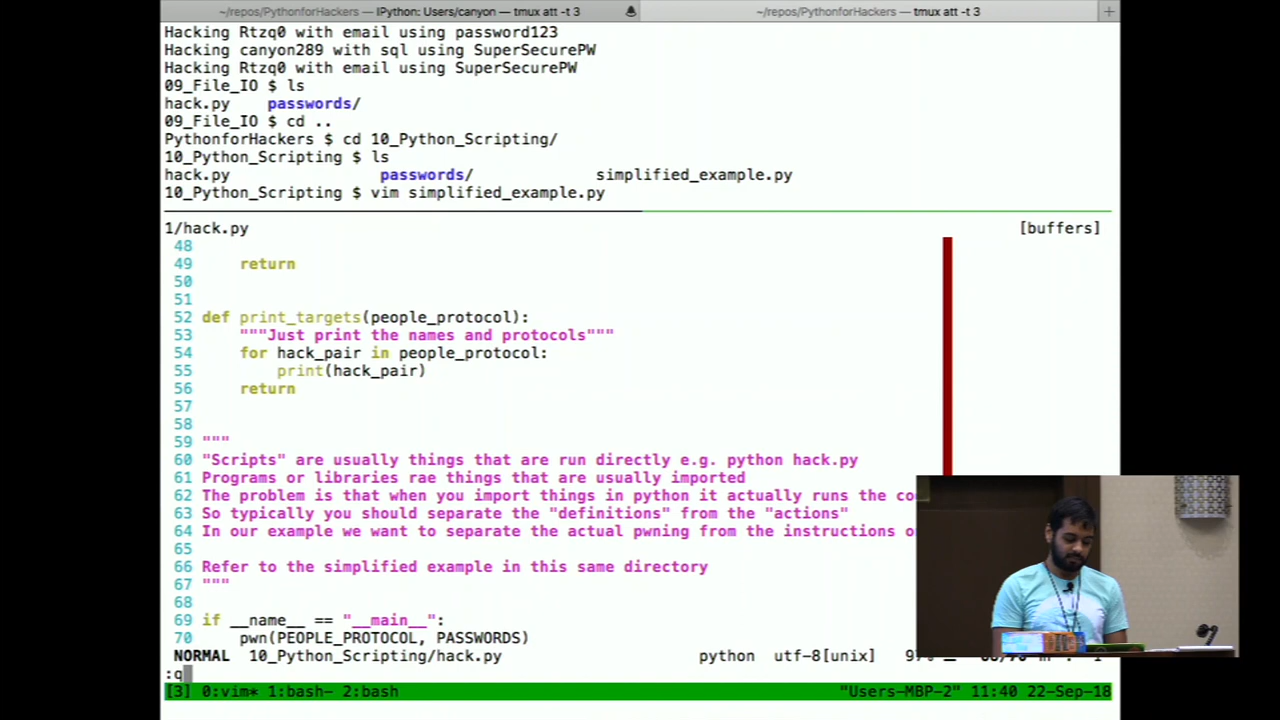 ~/repos/PythonforHackers — IPython: Users/canyon — tmux att -t 3
~/repos/PythonforHackers — tmux att -t 3
Hacking Rtzq0 with email using password123
Hacking canyon289 with sql using SuperSecurePW
Hacking Rtzq0 with email using SuperSecurePW
09_File_IO $ ls
hack.py passwords/
09_File_IO $ cd ..
PythonforHackers $ cd 10_Python_Scripting/
10_Python_Scripting $ ls
hack.py passwords/ simplified_example.py
10_Python_Scripting $ vim simplified_example.py
1/hack.py [buffers]
48
49 return
50
51
52 def print_targets(people_protocol):
53 """Just print the names and protocols"""
54 for hack_pair in people_protocol:
55 print(hack_pair)
56 return
57
58
59 """
60 "Scripts" are usually things that are run directly e.g. python hack.py
61 Programs or libraries rae things that are usually imported
62 The problem is that when you import things in python it actually runs the
63 So typically you should separate the "definitions" from the "actions"
64 In our example we want to separate the actual pwning from the instructions
65
66 Refer to the simplified example in this same directory
67 """
68
69 if __name__ == "__main__":
70 pwn(PEOPLE_PROTOCOL, PASSWORDS)
NORMAL 10_Python_Scripting/hack.py python utf-8[unix]
:q
[3] 0:vim* 1:bash- 2:bash "Users-MBP-2" 11:40 22-Sep-18